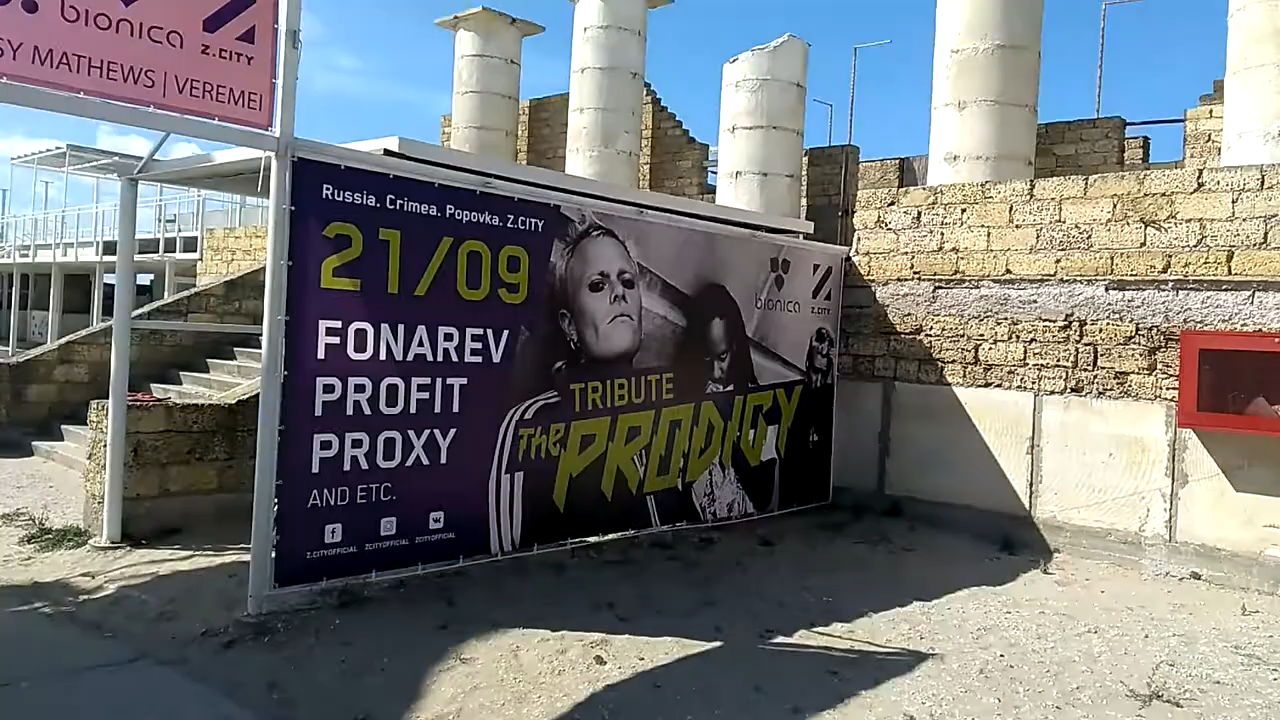 bionica
Z.CITY
SY MATHEWS | VEREMEI
Russia. Crimea. Popovka. Z.CITY
21/09
FONAREV
PROFIT
PROXY
AND ETC.
Z.CITYOFFICIAL ZCITYOFFICIAL ZCITYOFFICIAL
bionica
Z.CITY
TRIBUTE
The PRODIGY